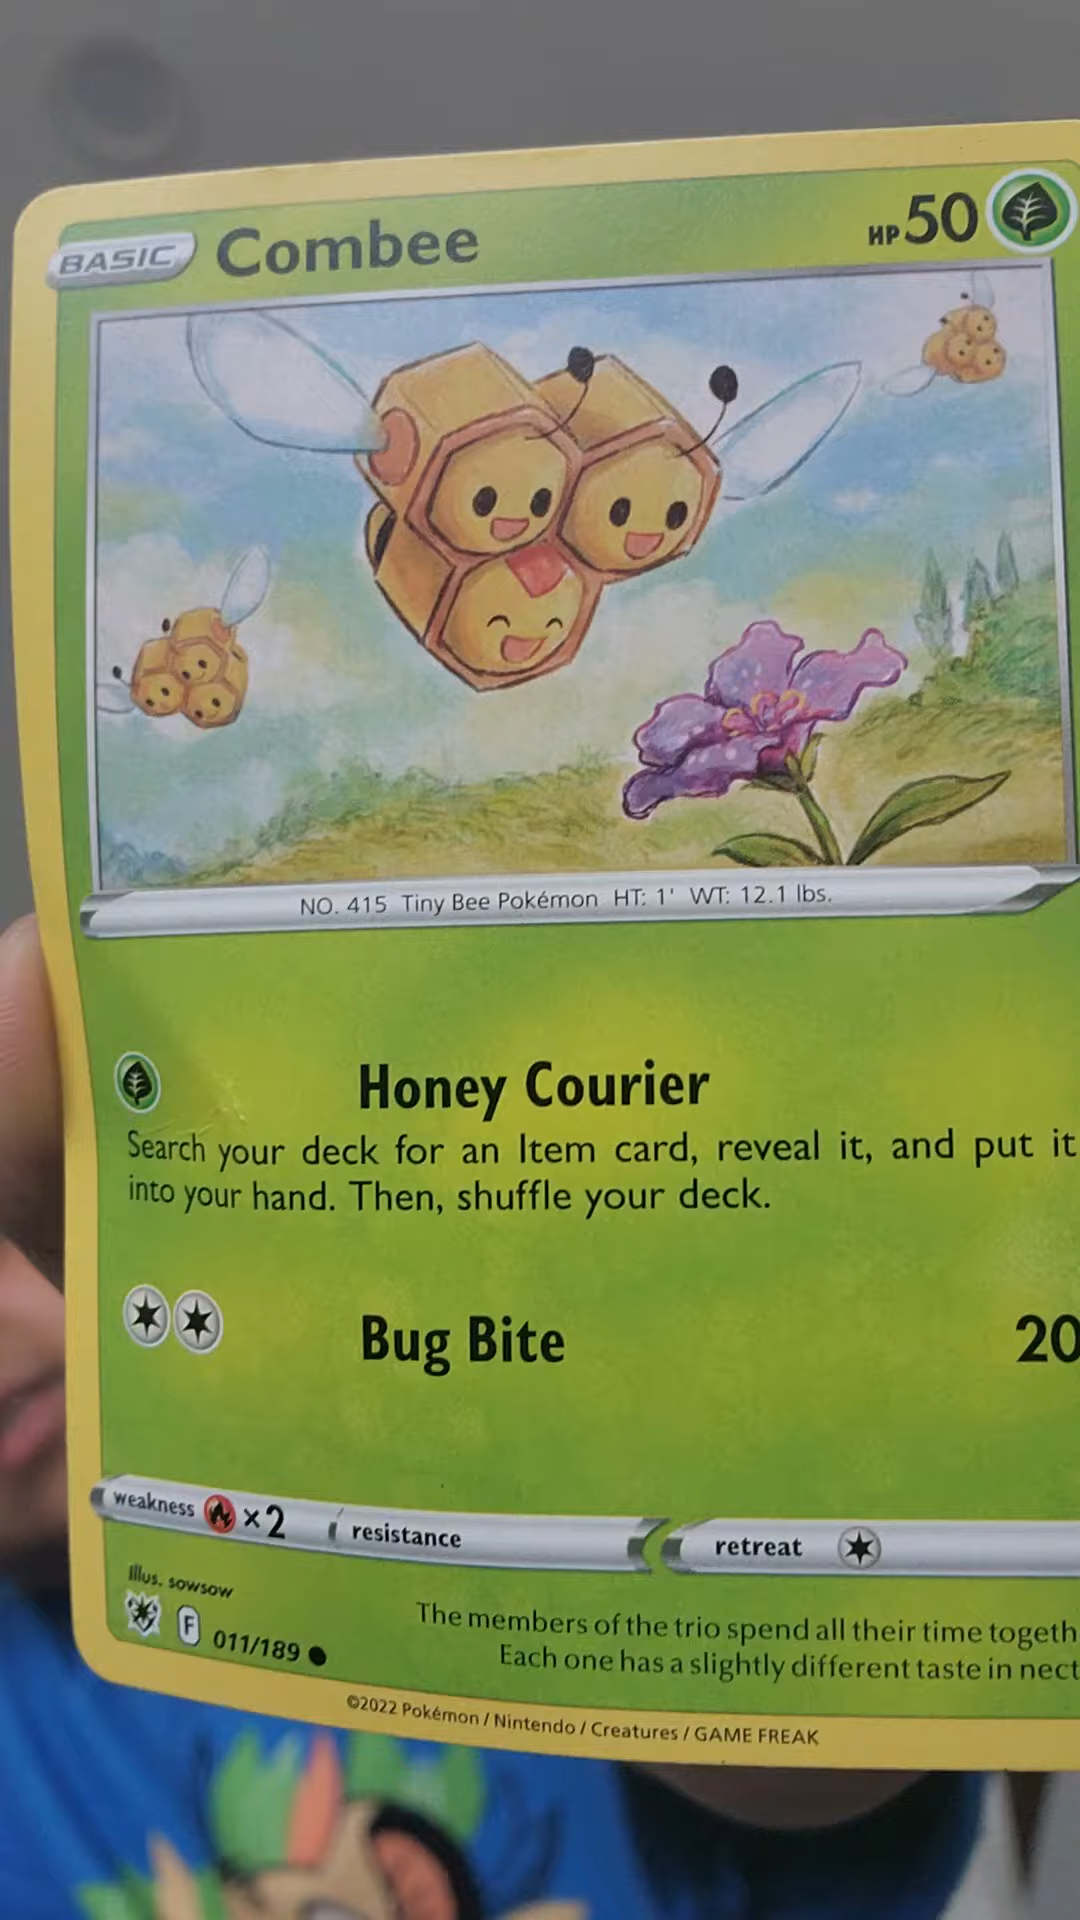 BASIC Combee HP 50
NO. 415 Tiny Bee Pokémon HT: 1' WT: 12.1 lbs.
Honey Courier
Search your deck for an Item card, reveal it, and put it
into your hand. Then, shuffle your deck.
Bug Bite 20
weakness ×2 resistance retreat
Illus. sowsow
F 011/189
The members of the trio spend all their time togeth
Each one has a slightly different taste in nect
©2022 Pokémon / Nintendo / Creatures / GAME FREAK